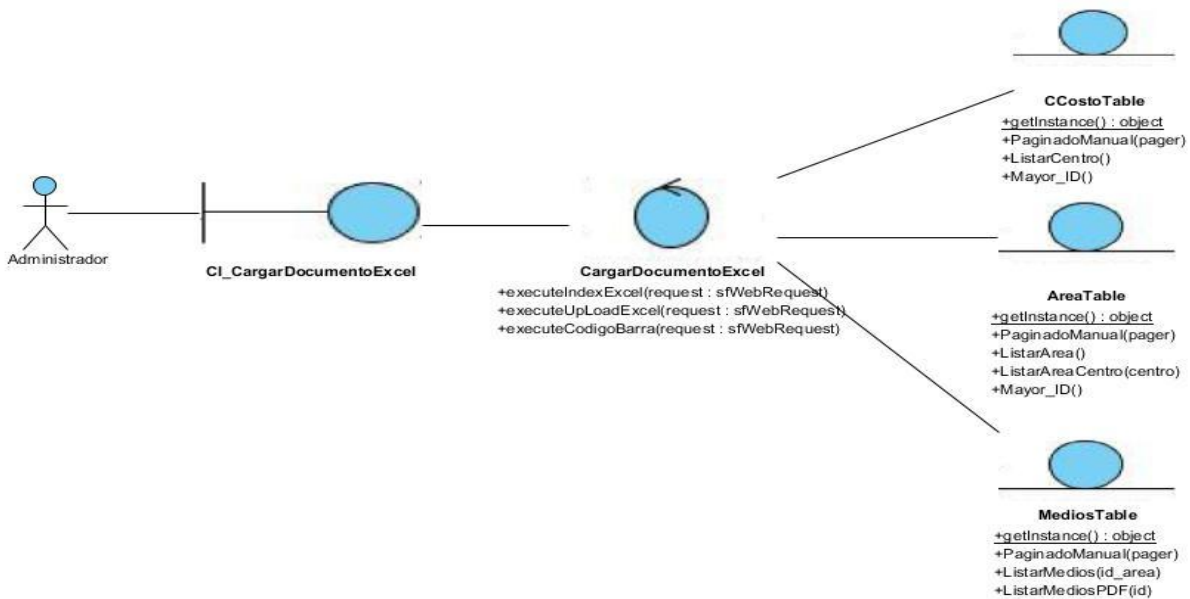 CCostoTable
+getInstance() : object
+PaginadoManual(pager)
+ListarCentro()
+Mayor_ID()
Administrador
CI_CargarDocumentoExcel
CargarDocumentoExcel
+executeIndexExcel(request : sfWebRequest)
+executeUpLoadExcel(request : sfWebRequest)
+executeCodigoBarra(request : sfWebRequest)
AreaTable
+getInstance() : object
+PaginadoManual(pager)
+ListarArea()
+ListarAreaCentro(centro)
+Mayor_ID()
MediosTable
+getInstance() : object
+PaginadoManual(pager)
+ListarMedios(id_area)
+ListarMediosPDF(id)